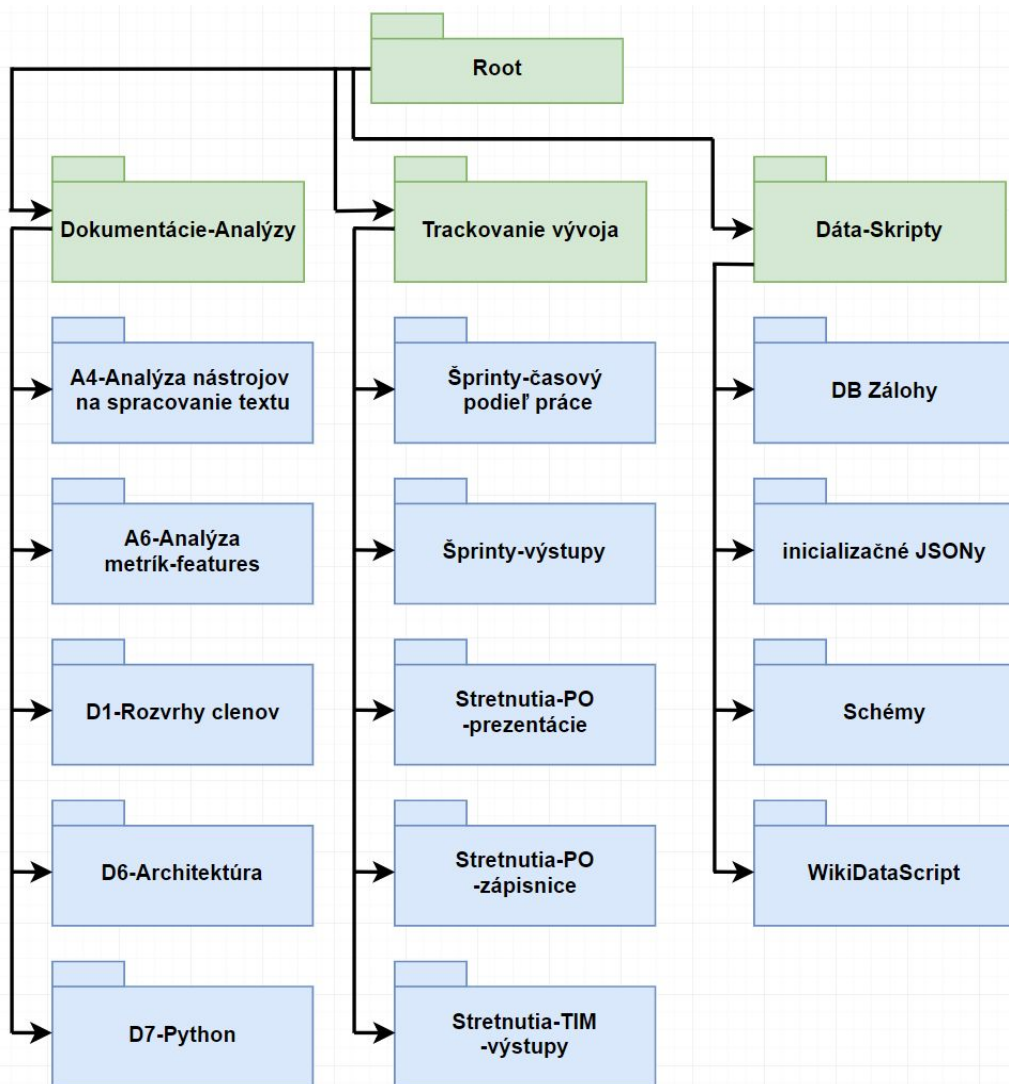 Root
Dokumentácie-Analýzy
Trackovanie vývoja
Dáta-Skripty
A4-Analýza nástrojov
na spracovanie textu
Šprinty-časový
podieľ práce
DB Zálohy
A6-Analýza
metrík-features
Šprinty-výstupy
inicializačné JSONy
D1-Rozvrhy clenov
Stretnutia-PO
-prezentácie
Schémy
D6-Architektúra
Stretnutia-PO
-zápisnice
WikiDataScript
D7-Python
Stretnutia-TIM
-výstupy